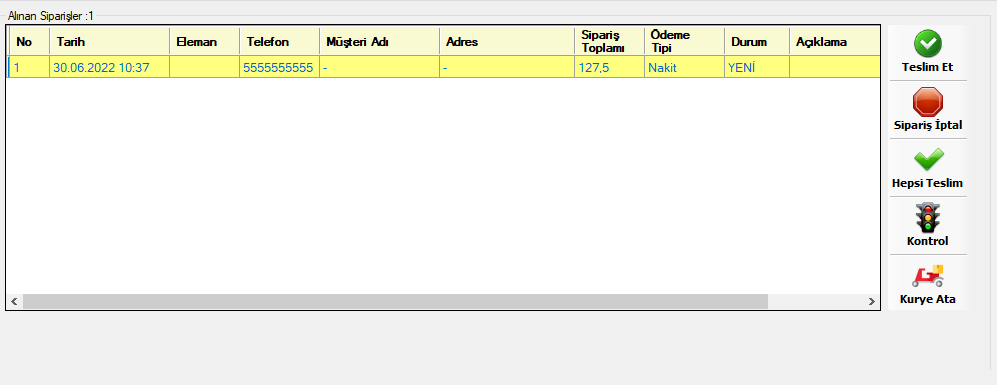 Alınan Siparişler :1
No Tarih Eleman Telefon Müşteri Adı Adres Sipariş Toplamı Ödeme Tipi Durum Açıklama
1 30.06.2022 10:37 5555555555 - - 127,5 Nakit YENİ
Teslim Et
Sipariş İptal
Hepsi Teslim
Kontrol
Kurye Ata